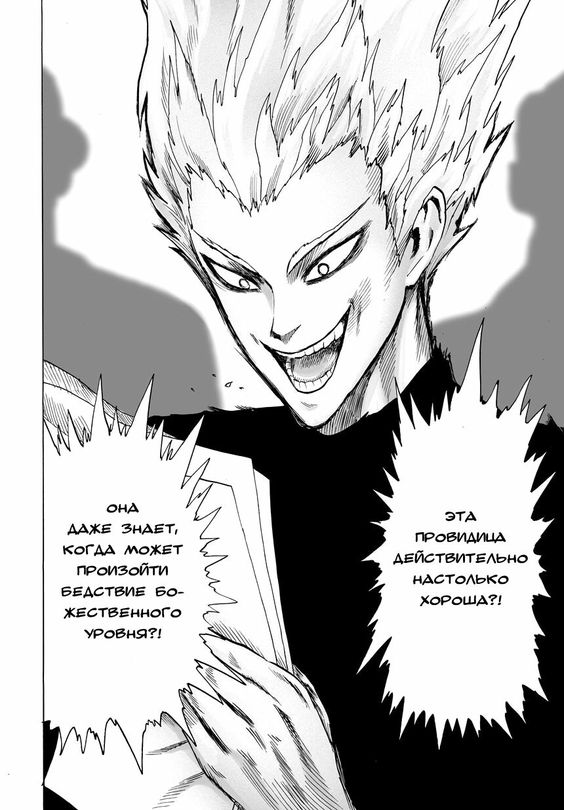 ЭТА
ПРОВИДИЦА
ДЕЙСТВИТЕЛЬНО
НАСТОЛЬКО
ХОРОША?!
ОНА
ДАЖЕ ЗНАЕТ,
КОГДА МОЖЕТ
ПРОИЗОЙТИ
БЕДСТВИЕ БО-
ЖЕСТВЕННОГО
УРОВНЯ?!